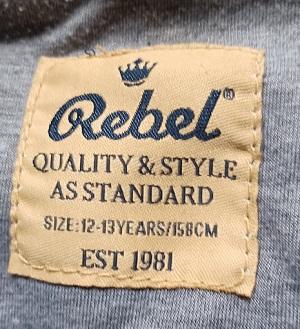 Rebel®
QUALITY & STYLE
AS STANDARD
SIZE: 12-13YEARS/158CM
EST 1981